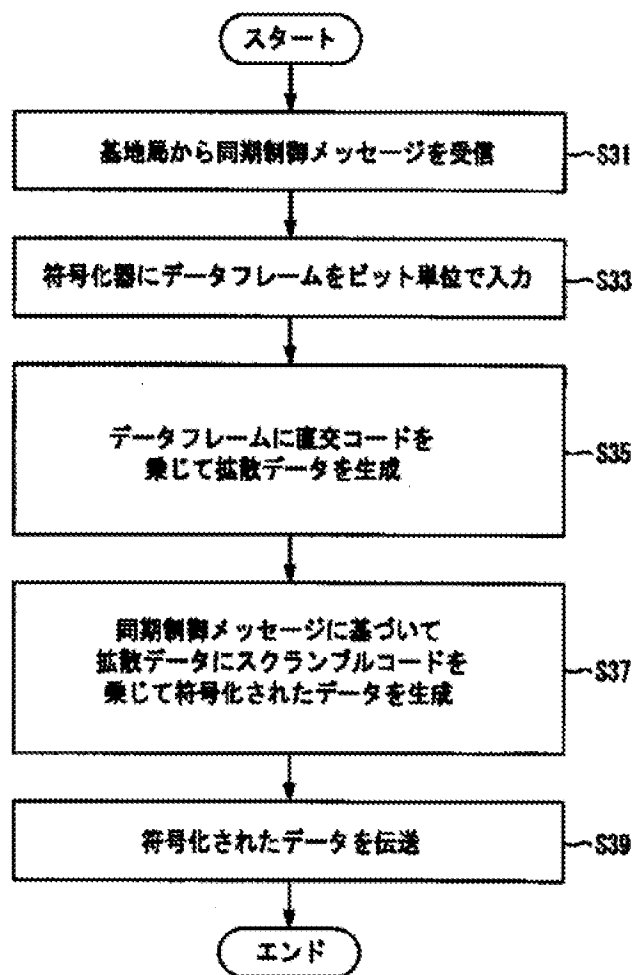 スタート
基地局から同期制御メッセージを受信
S31
符号化器にデータフレームをビット単位で入力
S33
データフレームに直交コードを
乗じて拡散データを生成
S35
同期制御メッセージに基づいて
拡散データにスクランブルコードを
乗じて符号化されたデータを生成
S37
符号化されたデータを伝送
S39
エンド